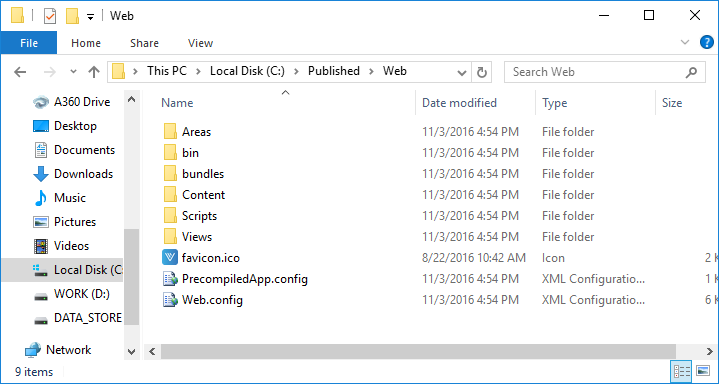 Web
File Home Share View
This PC Local Disk (C:) Published Web Search Web
Name Date modified Type Size
A360 Drive
Desktop
Documents
Downloads
Music
Pictures
Videos
Local Disk (C:
WORK (D:)
DATA_STORE
Network
Areas 11/3/2016 4:54 PM File folder
bin 11/3/2016 4:54 PM File folder
bundles 11/3/2016 4:54 PM File folder
Content 11/3/2016 4:54 PM File folder
Scripts 11/3/2016 4:54 PM File folder
Views 11/3/2016 4:54 PM File folder
favicon.ico 8/22/2016 10:42 AM Icon 2 K
PrecompiledApp.config 11/3/2016 4:54 PM XML Configuratio... 1 K
Web.config 11/3/2016 4:54 PM XML Configuratio... 6 K
9 items